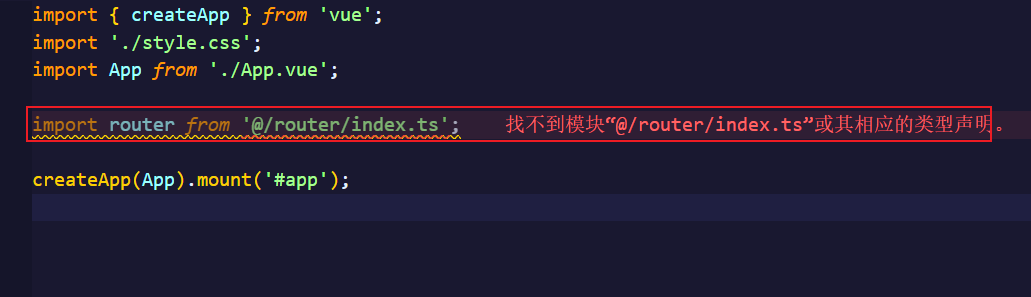 import { createApp } from 'vue';
import './style.css';
import App from './App.vue';
import router from '@/router/index.ts'; 找不到模块“@/router/index.ts”或其相应的类型声明。
createApp(App).mount('#app');